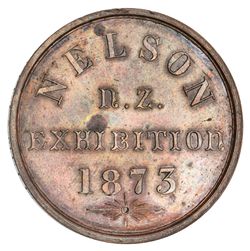 NELSON
N.Z.
EXHIBITION
1873